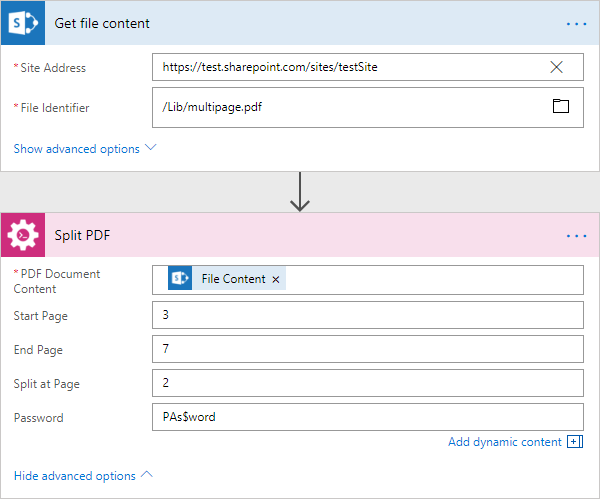 Get file content
* Site Address
https://test.sharepoint.com/sites/testSite
* File Identifier
/Lib/multipage.pdf
Show advanced options
Split PDF
* PDF Document
Content
File Content
Start Page
3
End Page
7
Split at Page
2
Password
PAs$word
Add dynamic content
Hide advanced options